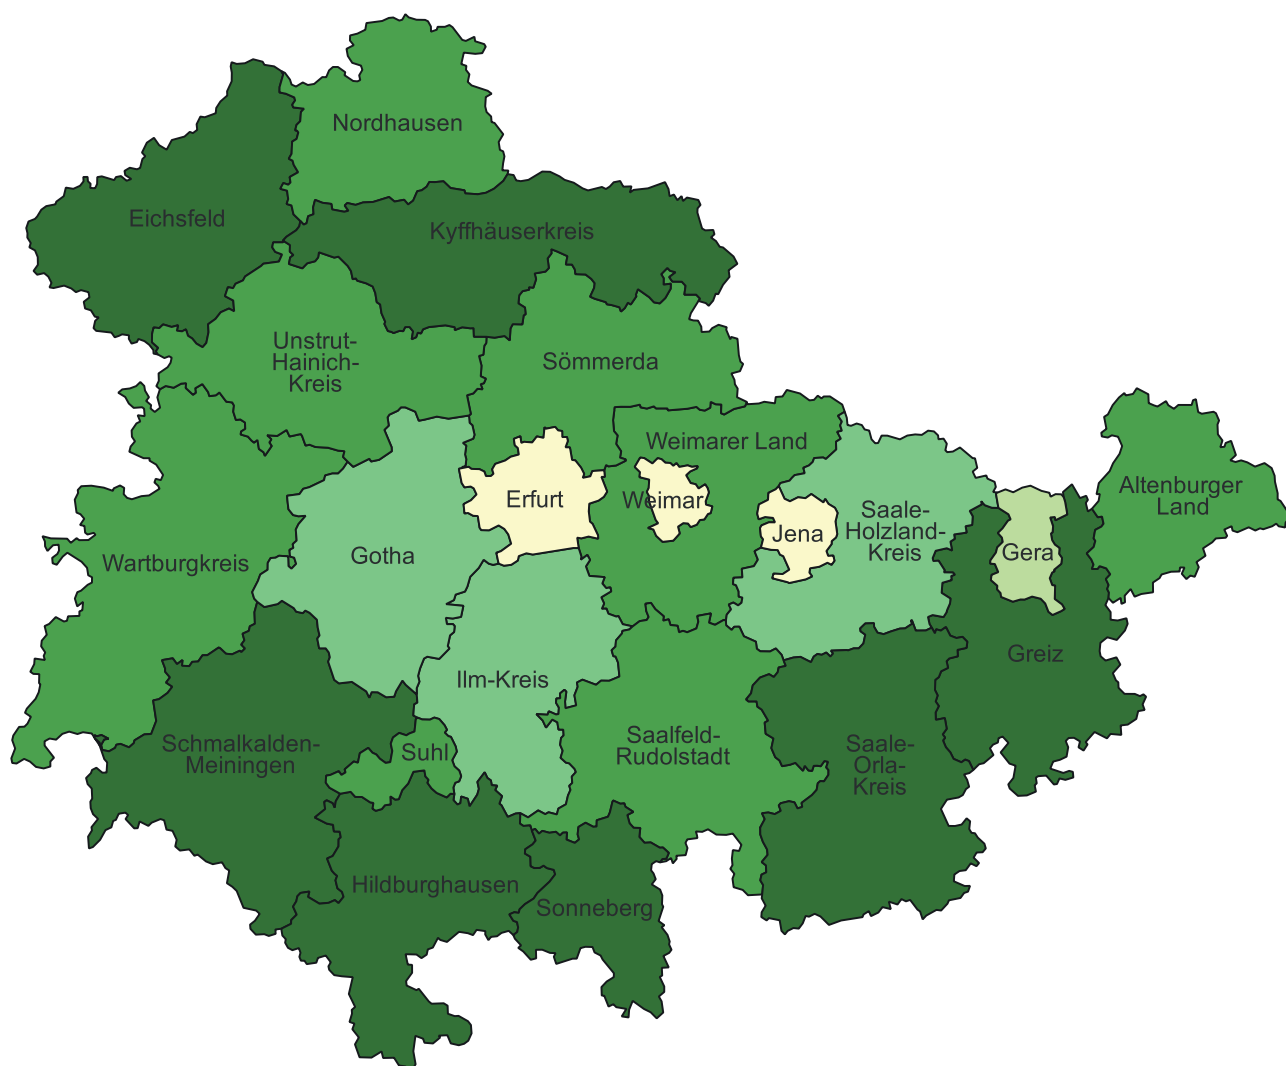 Nordhausen
Eichsfeld
Kyffhäuserkreis
Unstrut-
Hainich-
Kreis
Sömmerda
Weimarer Land
Altenburger
Land
Erfurt
Weimar
Jena
Saale-
Holzland-
Kreis
Gera
Wartburgkreis
Gotha
Greiz
Ilm-Kreis
Schmalkalden-
Meiningen
Suhl
Saalfeld-
Rudolstadt
Saale-
Orla-
Kreis
Hildburghausen
Sonneberg